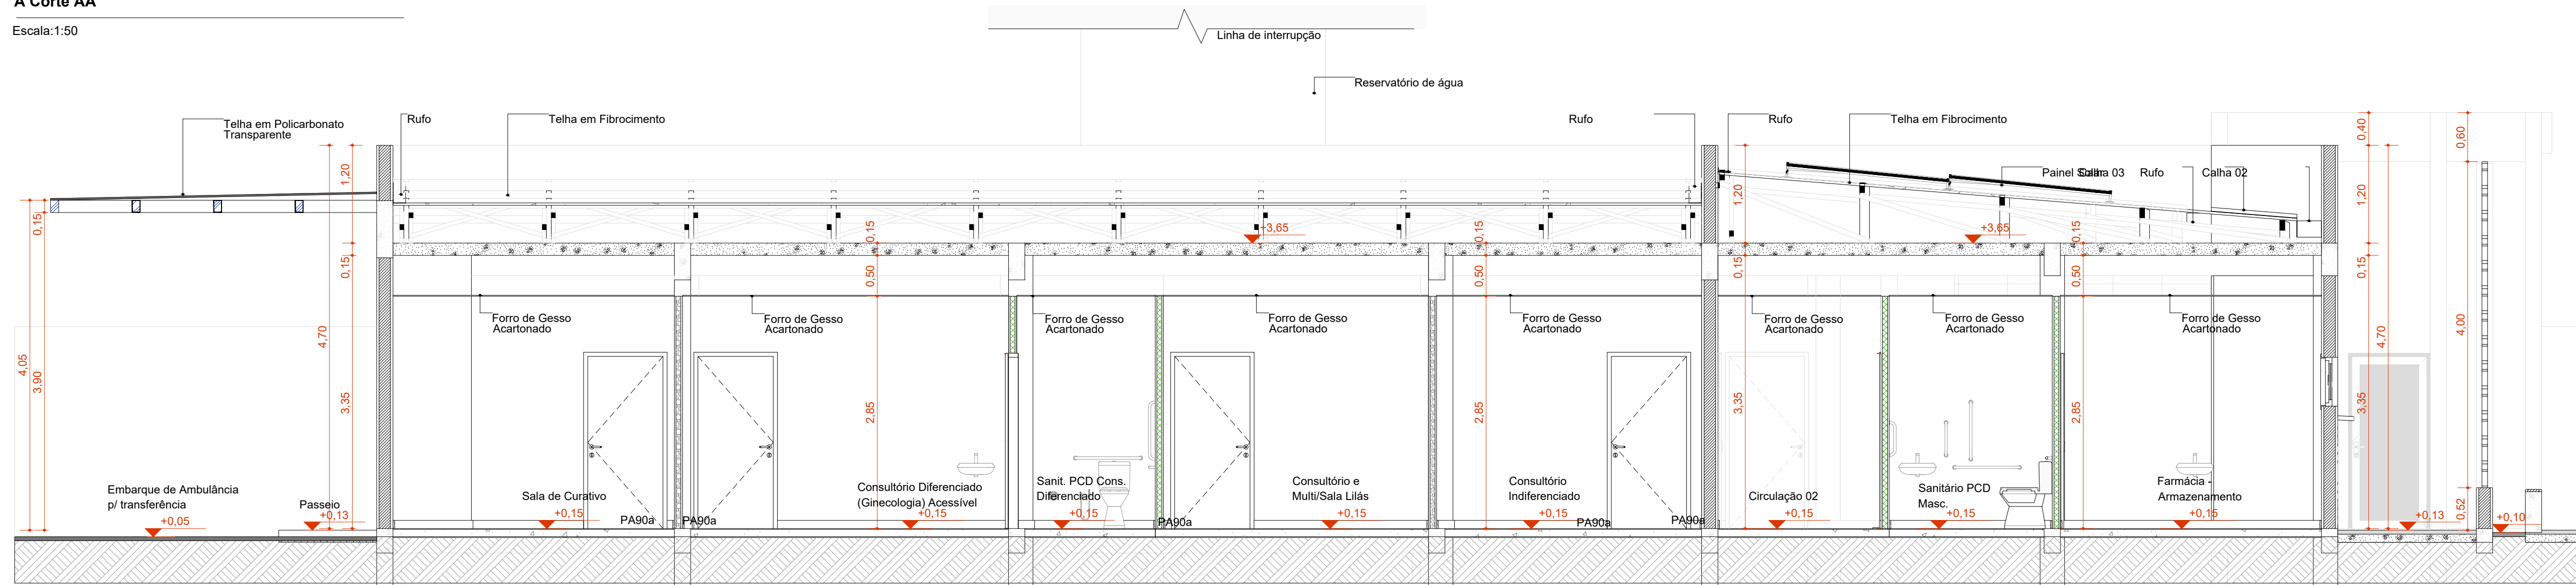 A Corte AA
Escala:1:50
Linha de interrupção
Reservatório de água
Telha em Policarbonato
Transparente
Rufo
Telha em Fibrocimento
Rufo
Rufo
Telha em Fibrocimento
Painel Solar
Calha 03
Rufo
Calha 02
0,40
0,60
1,20
1,20
1,20
0,15
0,15
0,15
0,15
+3,65
+3,65
0,15
0,50
0,50
0,15
0,50
0,15
Forro de Gesso
Acartonado
Forro de Gesso
Acartonado
Forro de Gesso
Acartonado
Forro de Gesso
Acartonado
Forro de Gesso
Acartonado
Forro de Gesso
Acartonado
Forro de Gesso
Acartonado
Forro de Gesso
Acartonado
4,05
3,90
4,70
3,35
2,85
2,85
3,35
2,85
3,35
4,70
4,00
0,52
Embarque de Ambulância
p/ transferência
+0,05
Passeio
+0,13
Sala de Curativo
+0,15
PA90a
PA90a
Consultório Diferenciado
(Ginecologia) Acessível
+0,15
Sanit. PCD Cons.
Diferenciado
+0,15
PA90a
Consultório e
Multi/Sala Lilás
+0,15
Consultório
Indiferenciado
+0,15
PA90a
PA90a
Circulação 02
+0,15
Sanitário PCD
Masc.
+0,15
Farmácia -
Armazenamento
+0,15
+0,13
+0,10